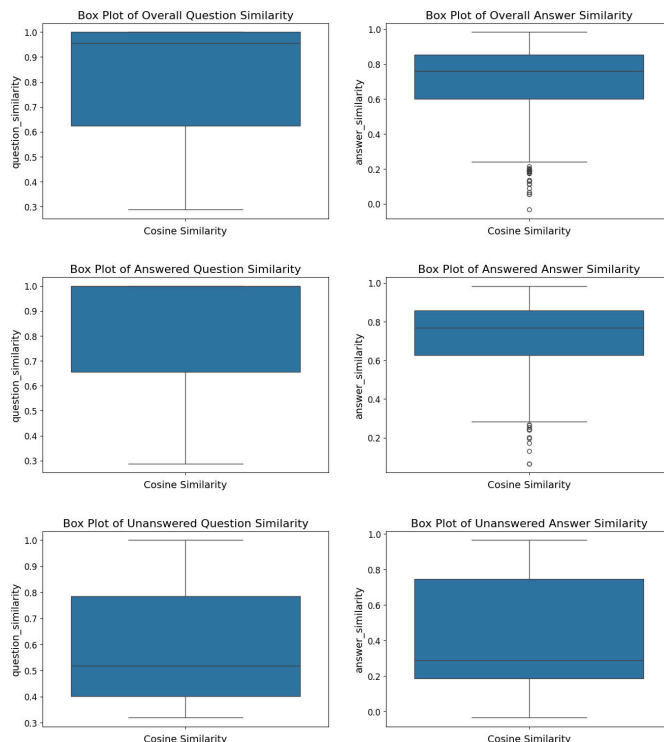 Box Plot of Overall Question Similarity
1.0
0.9
0.8
0.7
0.6
0.5
0.4
0.3
question_similarity
Cosine Similarity
Box Plot of Overall Answer Similarity
0.8
0.6
0.4
0.2
0.0
answer_similarity
Cosine Similarity
Box Plot of Answered Question Similarity
1.0
0.9
0.8
0.7
0.6
0.5
0.4
0.3
question_similarity
Cosine Similarity
Box Plot of Answered Answer Similarity
1.0
0.8
0.6
0.4
0.2
answer_similarity
Cosine Similarity
Box Plot of Unanswered Question Similarity
1.0
0.9
0.8
0.7
0.6
0.5
0.4
0.3
question_similarity
Cosine Similarity
Box Plot of Unanswered Answer Similarity
1.0
0.8
0.6
0.4
0.2
0.0
answer_similarity
Cosine Similarity